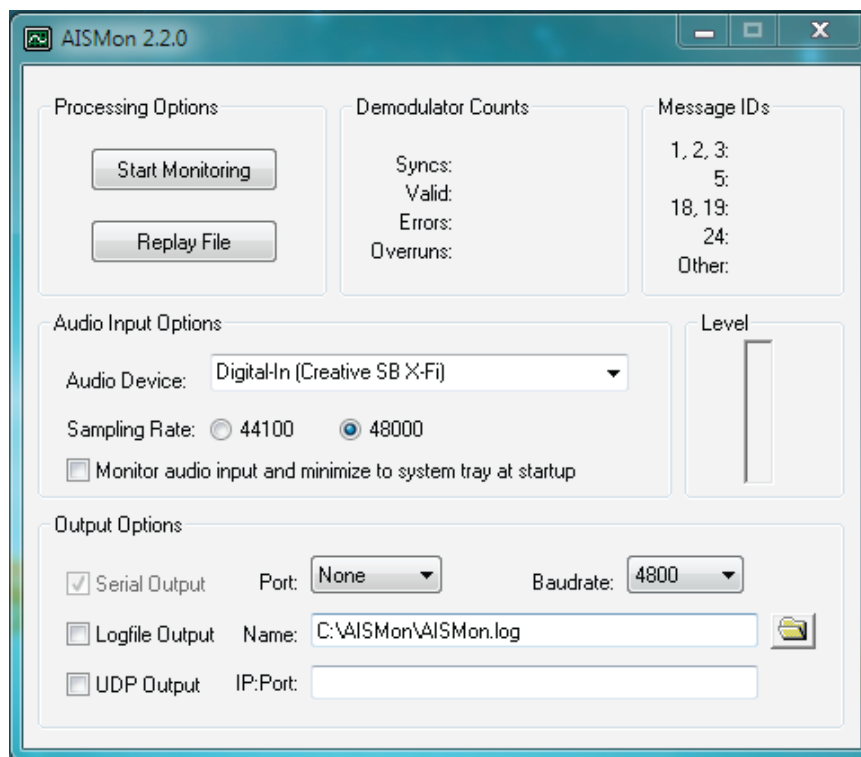 AISMon 2.2.0
Processing Options
Start Monitoring
Replay File
Demodulator Counts
Syncs:
Valid:
Errors:
Overruns:
Message IDs
1, 2, 3:
5:
18, 19:
24:
Other:
Audio Input Options
Audio Device: Digital-In (Creative SB X-Fi)
Sampling Rate: 44100 48000
Monitor audio input and minimize to system tray at startup
Level
Output Options
Serial Output Port: None Baudrate: 4800
Logfile Output Name: C:\AISMon\AISMon.log
UDP Output IP:Port: